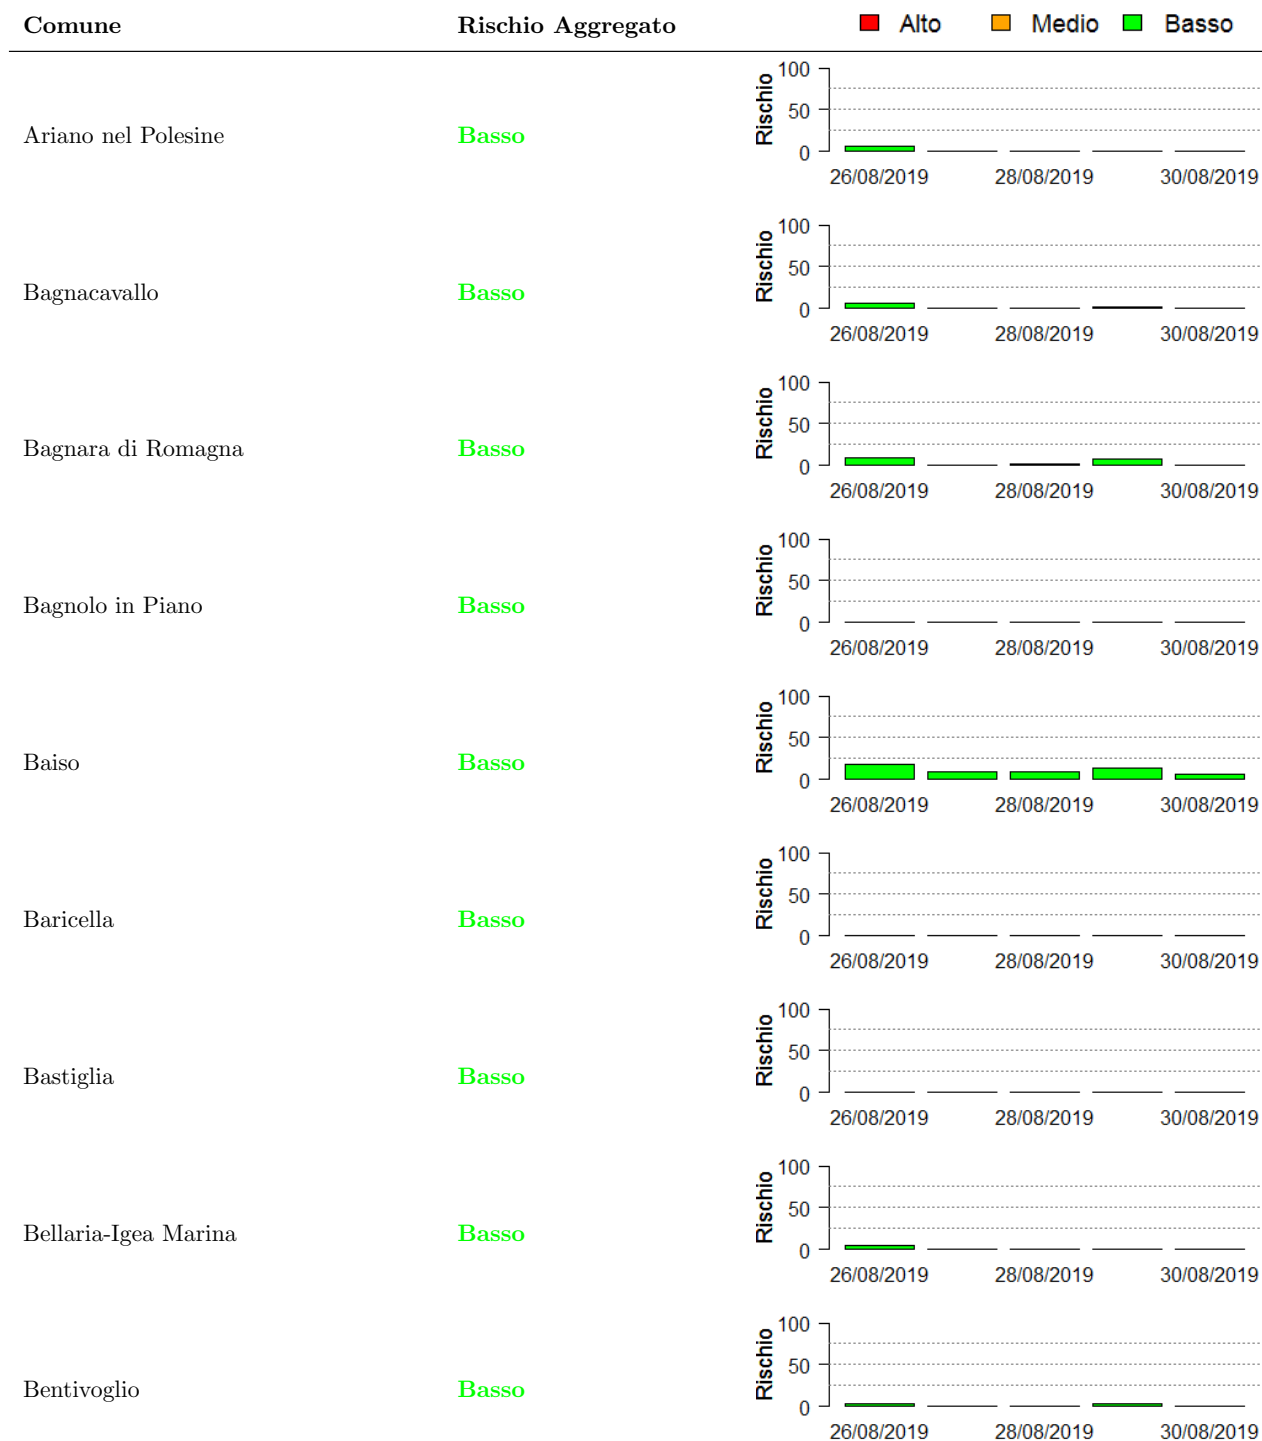 Comune Rischio Aggregato Alto Medio Basso
100
50
0
Rischio
Ariano nel Polesine Basso
26/08/2019 28/08/2019 30/08/2019
100
50
0
Rischio
Bagnacavallo Basso
26/08/2019 28/08/2019 30/08/2019
100
50
0
Rischio
Bagnara di Romagna Basso
26/08/2019 28/08/2019 30/08/2019
100
50
0
Rischio
Bagnolo in Piano Basso
26/08/2019 28/08/2019 30/08/2019
100
50
0
Rischio
Baiso Basso
26/08/2019 28/08/2019 30/08/2019
100
50
0
Rischio
Baricella Basso
26/08/2019 28/08/2019 30/08/2019
100
50
0
Rischio
Bastiglia Basso
26/08/2019 28/08/2019 30/08/2019
100
50
0
Rischio
Bellaria-Igea Marina Basso
26/08/2019 28/08/2019 30/08/2019
100
50
0
Rischio
Bentivoglio Basso
26/08/2019 28/08/2019 30/08/2019